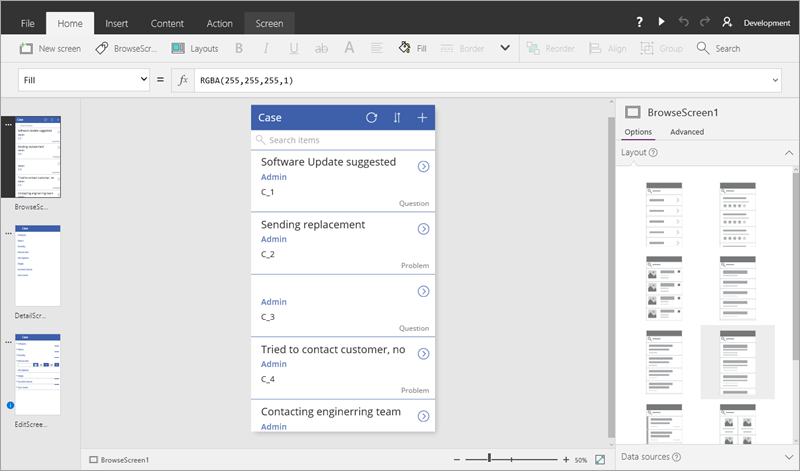 File Home Insert Content Action Screen ? Development
New screen BrowseScr... Layouts B I U ab A Fill Border Reorder Align Group Search
Fill = fx RGBA(255,255,255,1)
BrowseSc...
DetailScr...
EditScree...
Case
Search items
Software Update suggested
Admin
C_1
Question
Sending replacement
Admin
C_2
Problem
Admin
C_3
Question
Tried to contact customer, no
Admin
C_4
Problem
Contacting enginerring team
Admin
BrowseScreen1
Options Advanced
Layout ?
Data sources ?
BrowseScreen1 − + 50%